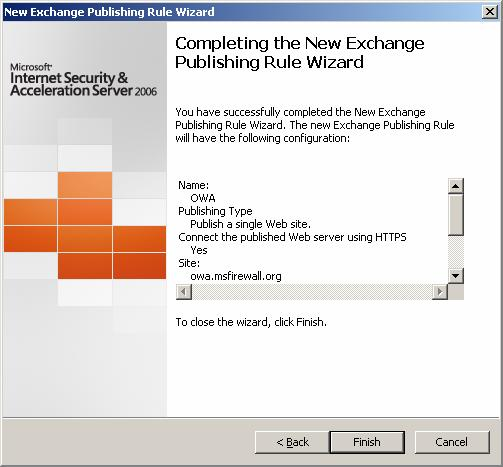 New Exchange Publishing Rule Wizard
Microsoft®
Internet Security &
Acceleration Server 2006
Completing the New Exchange
Publishing Rule Wizard
You have successfully completed the New Exchange
Publishing Rule Wizard. The new Exchange Publishing Rule
will have the following configuration:
Name:
OWA
Publishing Type
Publish a single Web site.
Connect the published Web server using HTTPS
Yes
Site:
owa.msfirewall.org
To close the wizard, click Finish.
< Back
Finish
Cancel